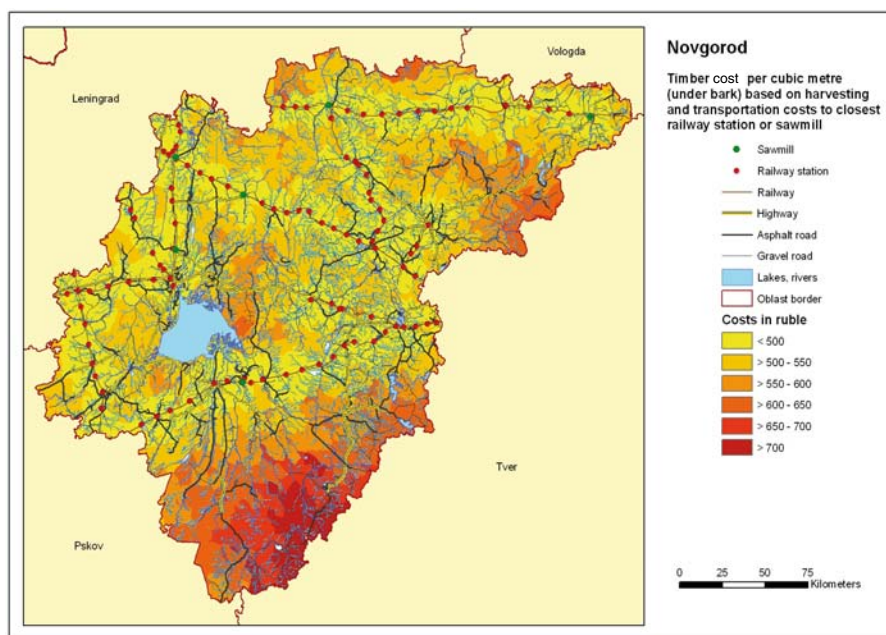 Vologda
Leningrad
Tver
Pskov
Novgorod
Timber cost per cubic metre
(under bark) based on harvesting
and transportation costs to closest
railway station or sawmill
Sawmill
Railway station
Railway
Highway
Asphalt road
Gravel road
Lakes, rivers
Oblast border
Costs in ruble
< 500
> 500 - 550
> 550 - 600
> 600 - 650
> 650 - 700
> 700
0 25 50 75
Kilometers